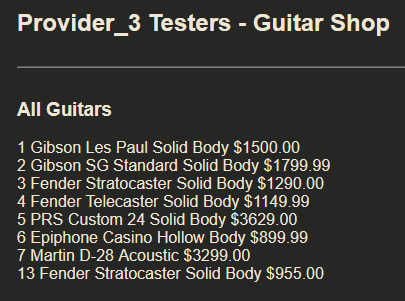 Provider_3 Testers - Guitar Shop
All Guitars
1 Gibson Les Paul Solid Body $1500.00
2 Gibson SG Standard Solid Body $1799.99
3 Fender Stratocaster Solid Body $1290.00
4 Fender Telecaster Solid Body $1149.99
5 PRS Custom 24 Solid Body $3629.00
6 Epiphone Casino Hollow Body $899.99
7 Martin D-28 Acoustic $3299.00
13 Fender Stratocaster Solid Body $955.00